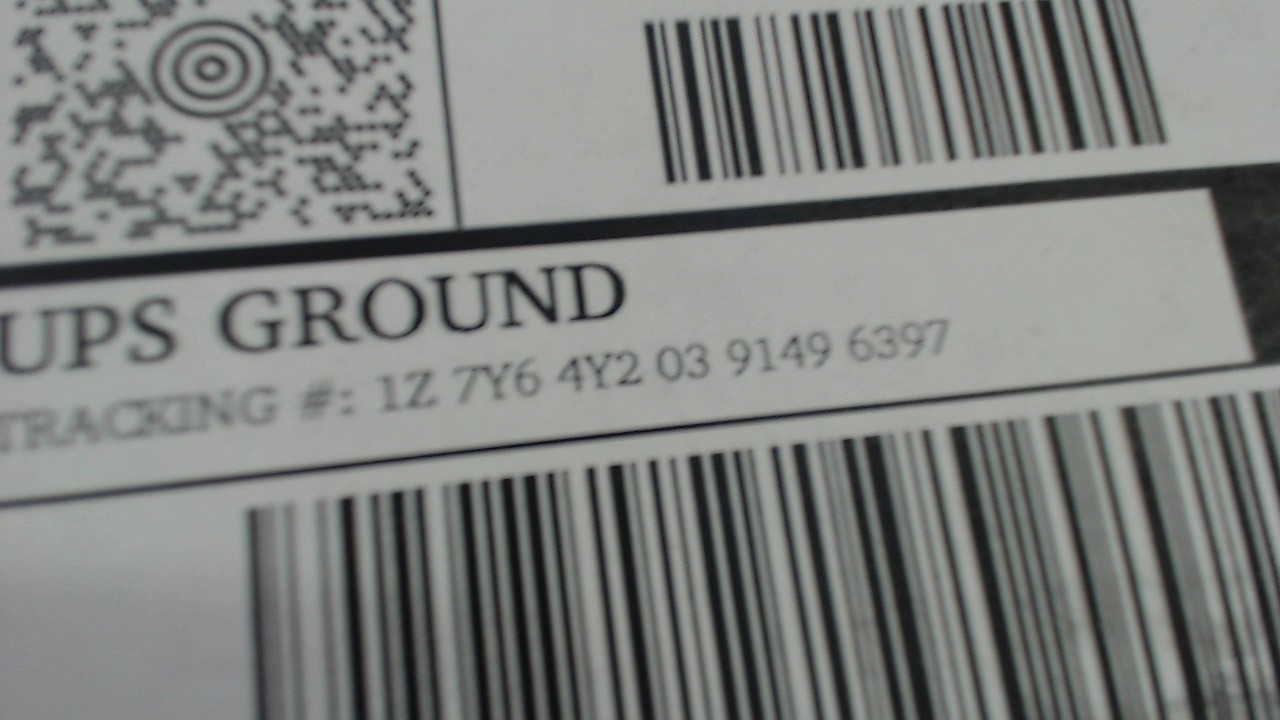 UPS GROUND
TRACKING #: 1Z 7Y6 4Y2 03 9149 6397